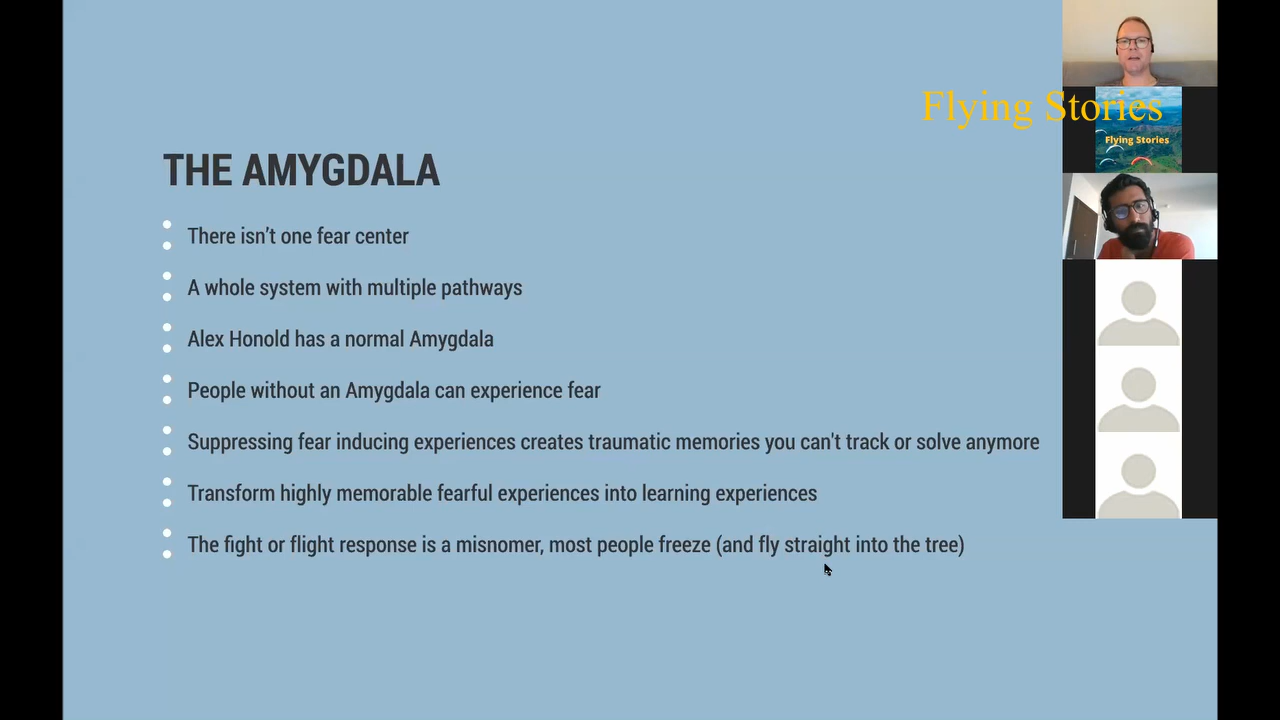 Flying Stories
Flying Stories
THE AMYGDALA
There isn’t one fear center
A whole system with multiple pathways
Alex Honold has a normal Amygdala
People without an Amygdala can experience fear
Suppressing fear inducing experiences creates traumatic memories you can't track or solve anymore
Transform highly memorable fearful experiences into learning experiences
The fight or flight response is a misnomer, most people freeze (and fly straight into the tree)